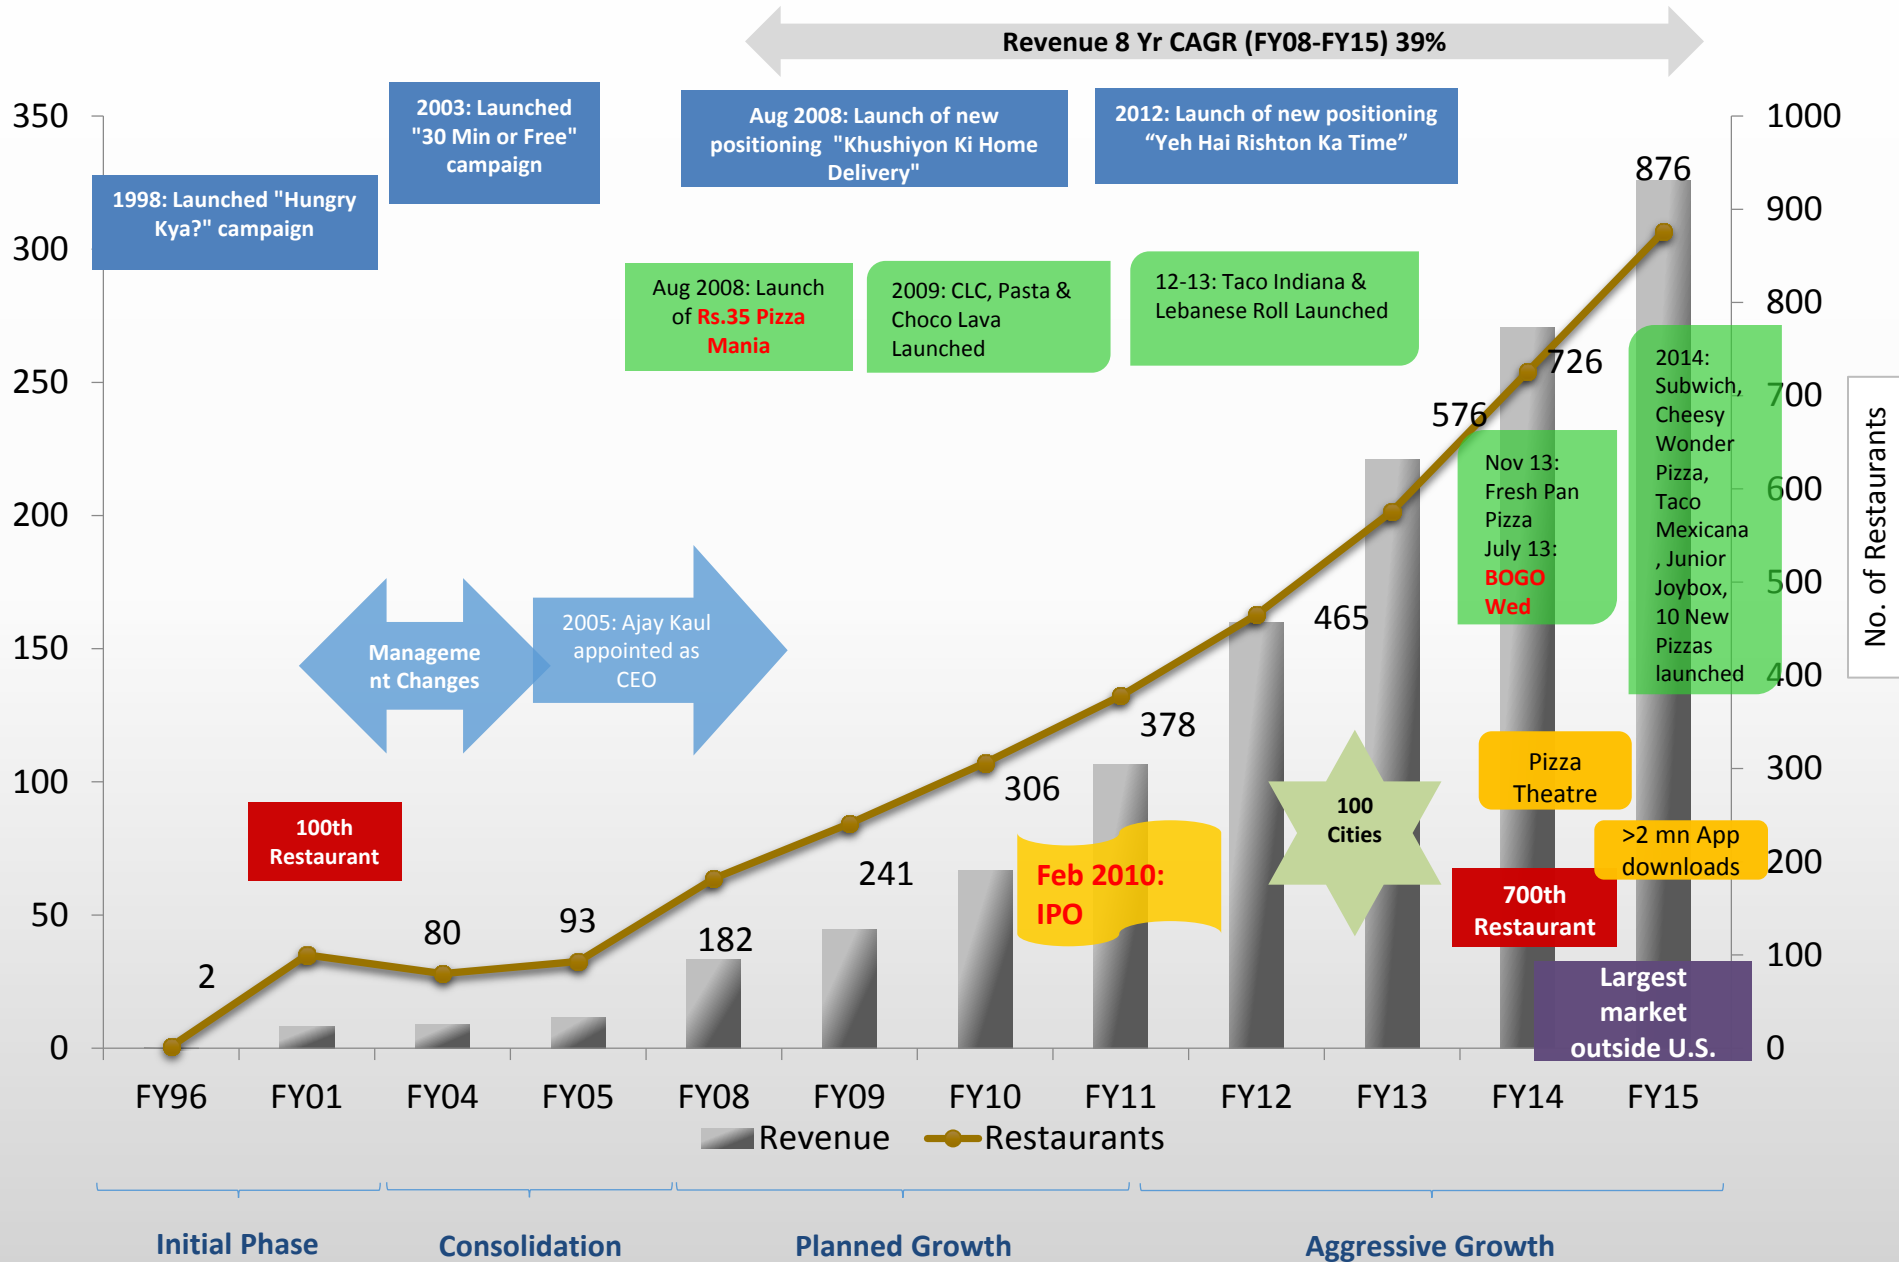 Revenue 8 Yr CAGR (FY08-FY15) 39%
2003: Launched
"30 Min or Free"
campaign
Aug 2008: Launch of new
positioning "Khushiyon Ki Home
Delivery"
2012: Launch of new positioning
“Yeh Hai Rishton Ka Time”
1998: Launched "Hungry
Kya?" campaign
Aug 2008: Launch
of Rs.35 Pizza
Mania
2009: CLC, Pasta &
Choco Lava
Launched
12-13: Taco Indiana &
Lebanese Roll Launched
2014:
Subwich,
Cheesy
Wonder
Pizza,
Taco
Mexicana
, Junior
Joybox,
10 New
Pizzas
launched
Nov 13:
Fresh Pan
Pizza
July 13:
BOGO
Wed
Manageme
nt Changes
2005: Ajay Kaul
appointed as
CEO
100th
Restaurant
Feb 2010:
IPO
100
Cities
Pizza
Theatre
>2 mn App
downloads
700th
Restaurant
Largest
market
outside U.S.
350
300
250
200
150
100
50
0
2
80
93
182
241
306
378
465
576
726
876
1000
900
800
700
600
500
400
300
200
100
0
No. of Restaurants
FY96 FY01 FY04 FY05 FY08 FY09 FY10 FY11 FY12 FY13 FY14 FY15
Revenue Restaurants
Initial Phase Consolidation Planned Growth Aggressive Growth